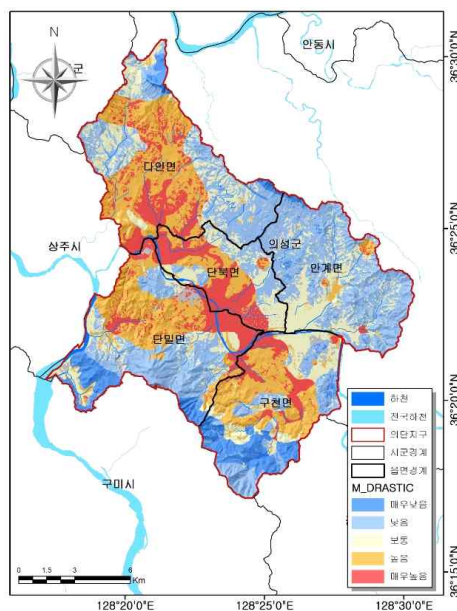 안동시
군
N
다인면
의성군
상주시
단북면
안계면
단밀면
구천면
구미시
하천
전국하천
의단지구
시군경계
읍면경계
M_DRASTIC
매우낮음
낮음
보통
높음
매우높음
0 1.5 3 6
Km
36°30'0"N
36°25'0"N
36°20'0"N
36°15'0"N
128°20'0"E 128°25'0"E 128°30'0"E